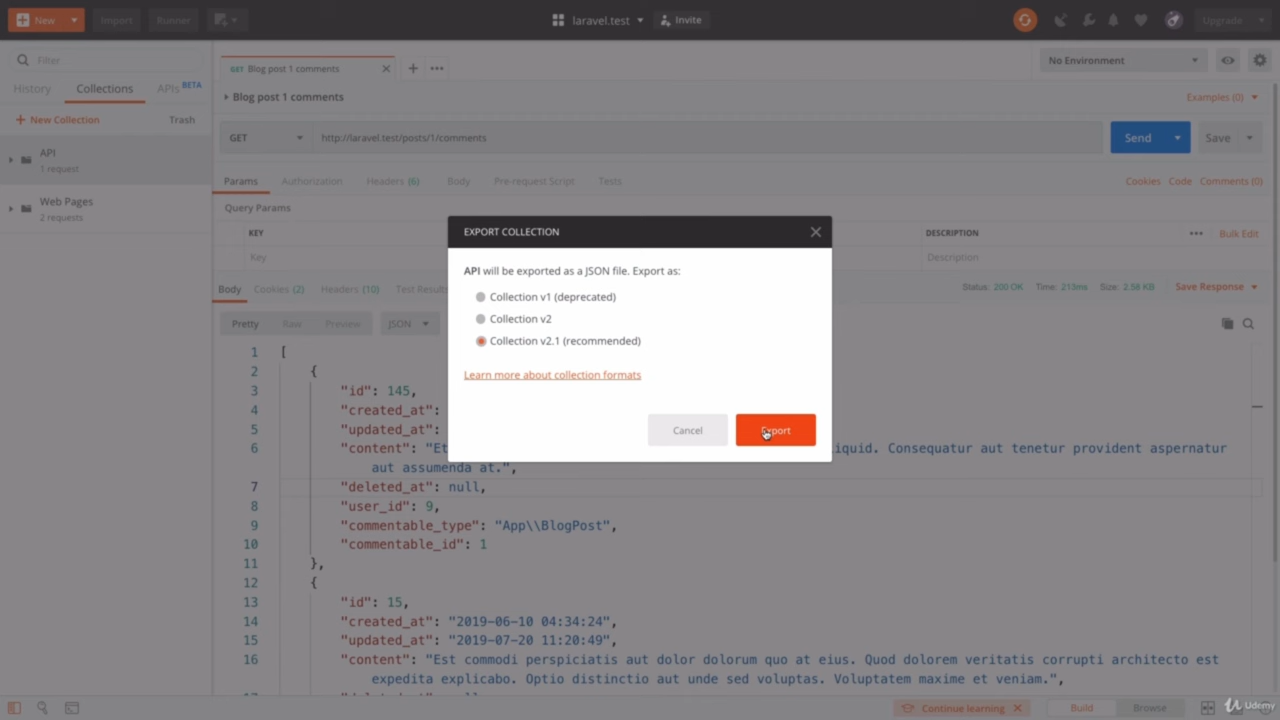 New
Import
Runner
laravel.test
Invite
Upgrade
Filter
History
Collections
APIs BETA
New Collection
Trash
API
1 request
Web Pages
2 requests
GET Blog post 1 comments
No Environment
Blog post 1 comments
Examples (0)
GET
http://laravel.test/posts/1/comments
Send
Save
Params
Authorization
Headers (6)
Body
Pre-request Script
Tests
Cookies
Code
Comments (0)
Query Params
KEY
DESCRIPTION
Bulk Edit
Key
Description
Body
Cookies (2)
Headers (10)
Test Results
Status: 200 OK
Time: 213ms
Size: 2.58 KB
Save Response
Pretty
Raw
Preview
JSON
EXPORT COLLECTION
API will be exported as a JSON file. Export as:
Collection v1 (deprecated)
Collection v2
Collection v2.1 (recommended)
Learn more about collection formats
Cancel
Export
1 [
2 {
3 "id": 145,
4 "created_at":
5 "updated_at":
6 "content": "Et iquid. Consequatur aut tenetur provident aspernatur
aut assumenda at.",
7 "deleted_at": null,
8 "user_id": 9,
9 "commentable_type": "App\\BlogPost",
10 "commentable_id": 1
11 },
12 {
13 "id": 15,
14 "created_at": "2019-06-10 04:34:24",
15 "updated_at": "2019-07-20 11:20:49",
16 "content": "Est commodi perspiciatis aut dolor dolorum quo at eius. Quod dolorem veritatis corrupti architecto est
expedita explicabo. Optio distinctio aut unde sed voluptas. Voluptatem maxime et veniam.",
Continue learning
Build
Browse
Udemy